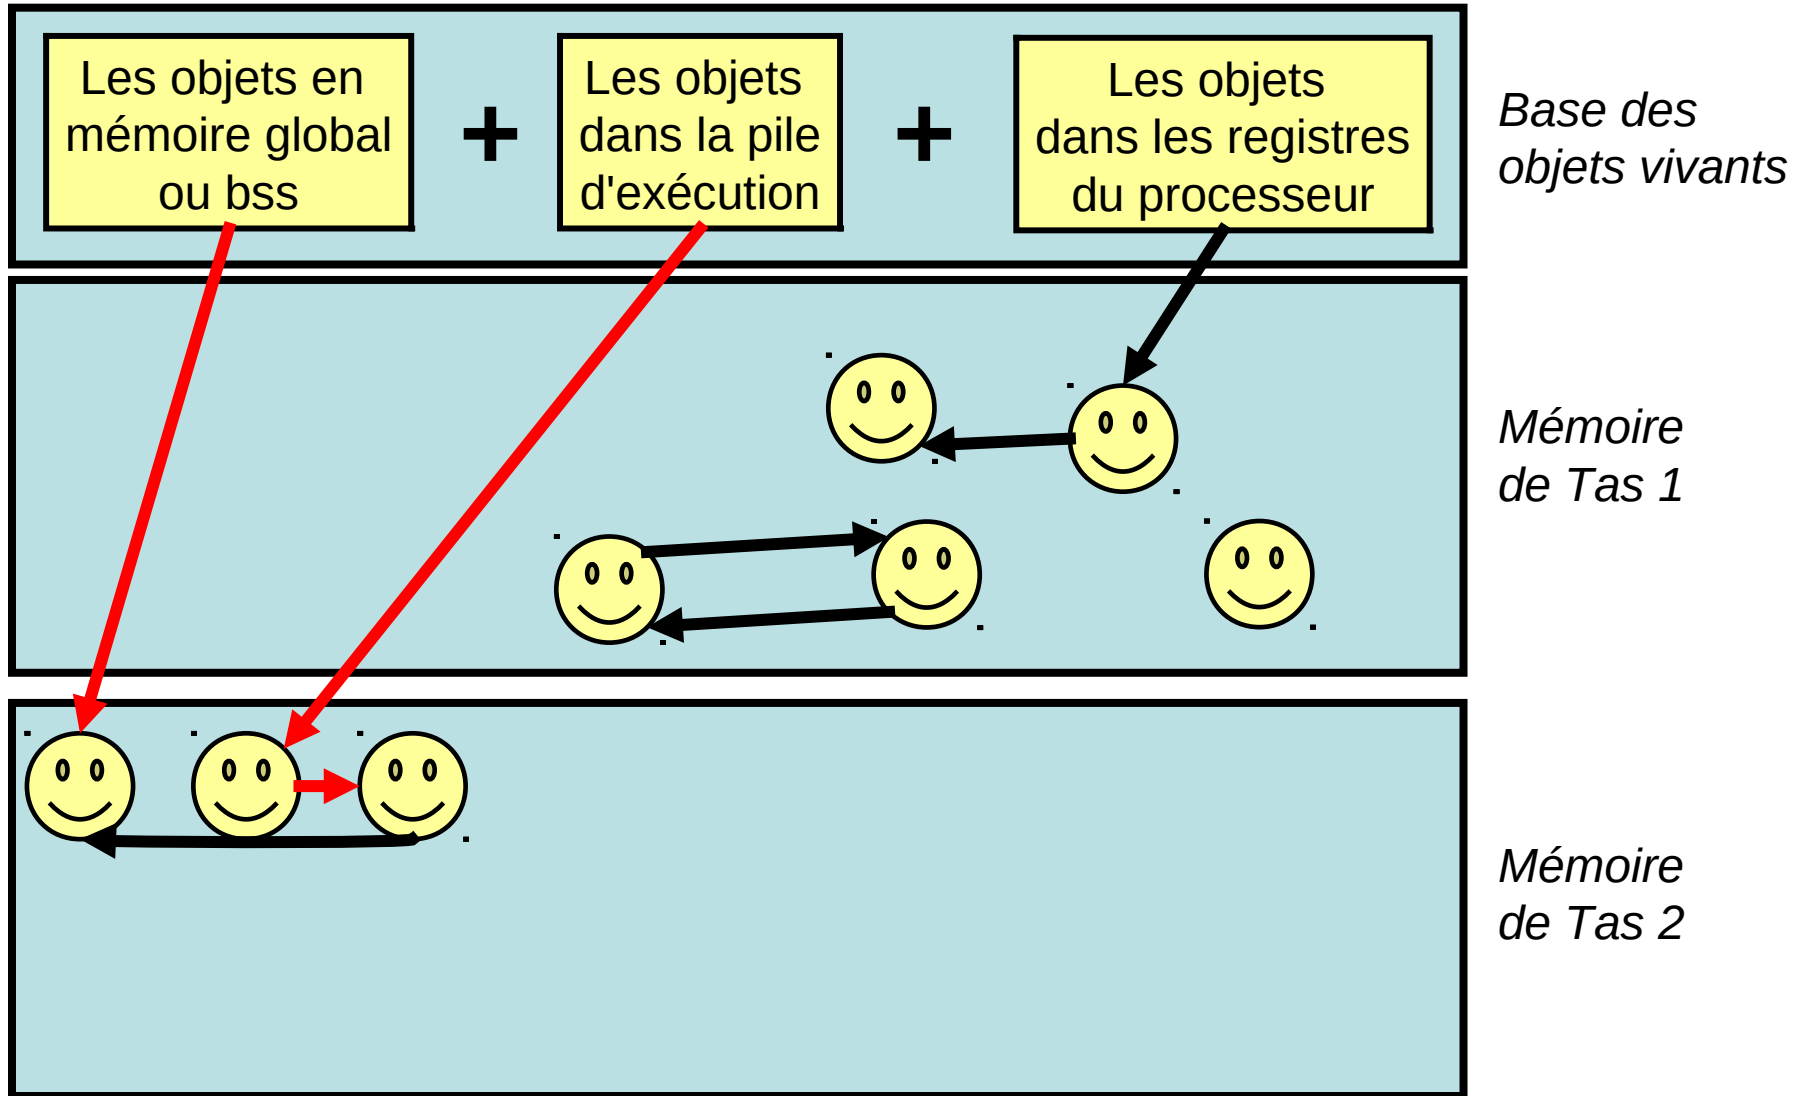 Les objets en
mémoire global
ou bss
+
Les objets
dans la pile
d'exécution
+
Les objets
dans les registres
du processeur
Base des
objets vivants
Mémoire
de Tas 1
Mémoire
de Tas 2